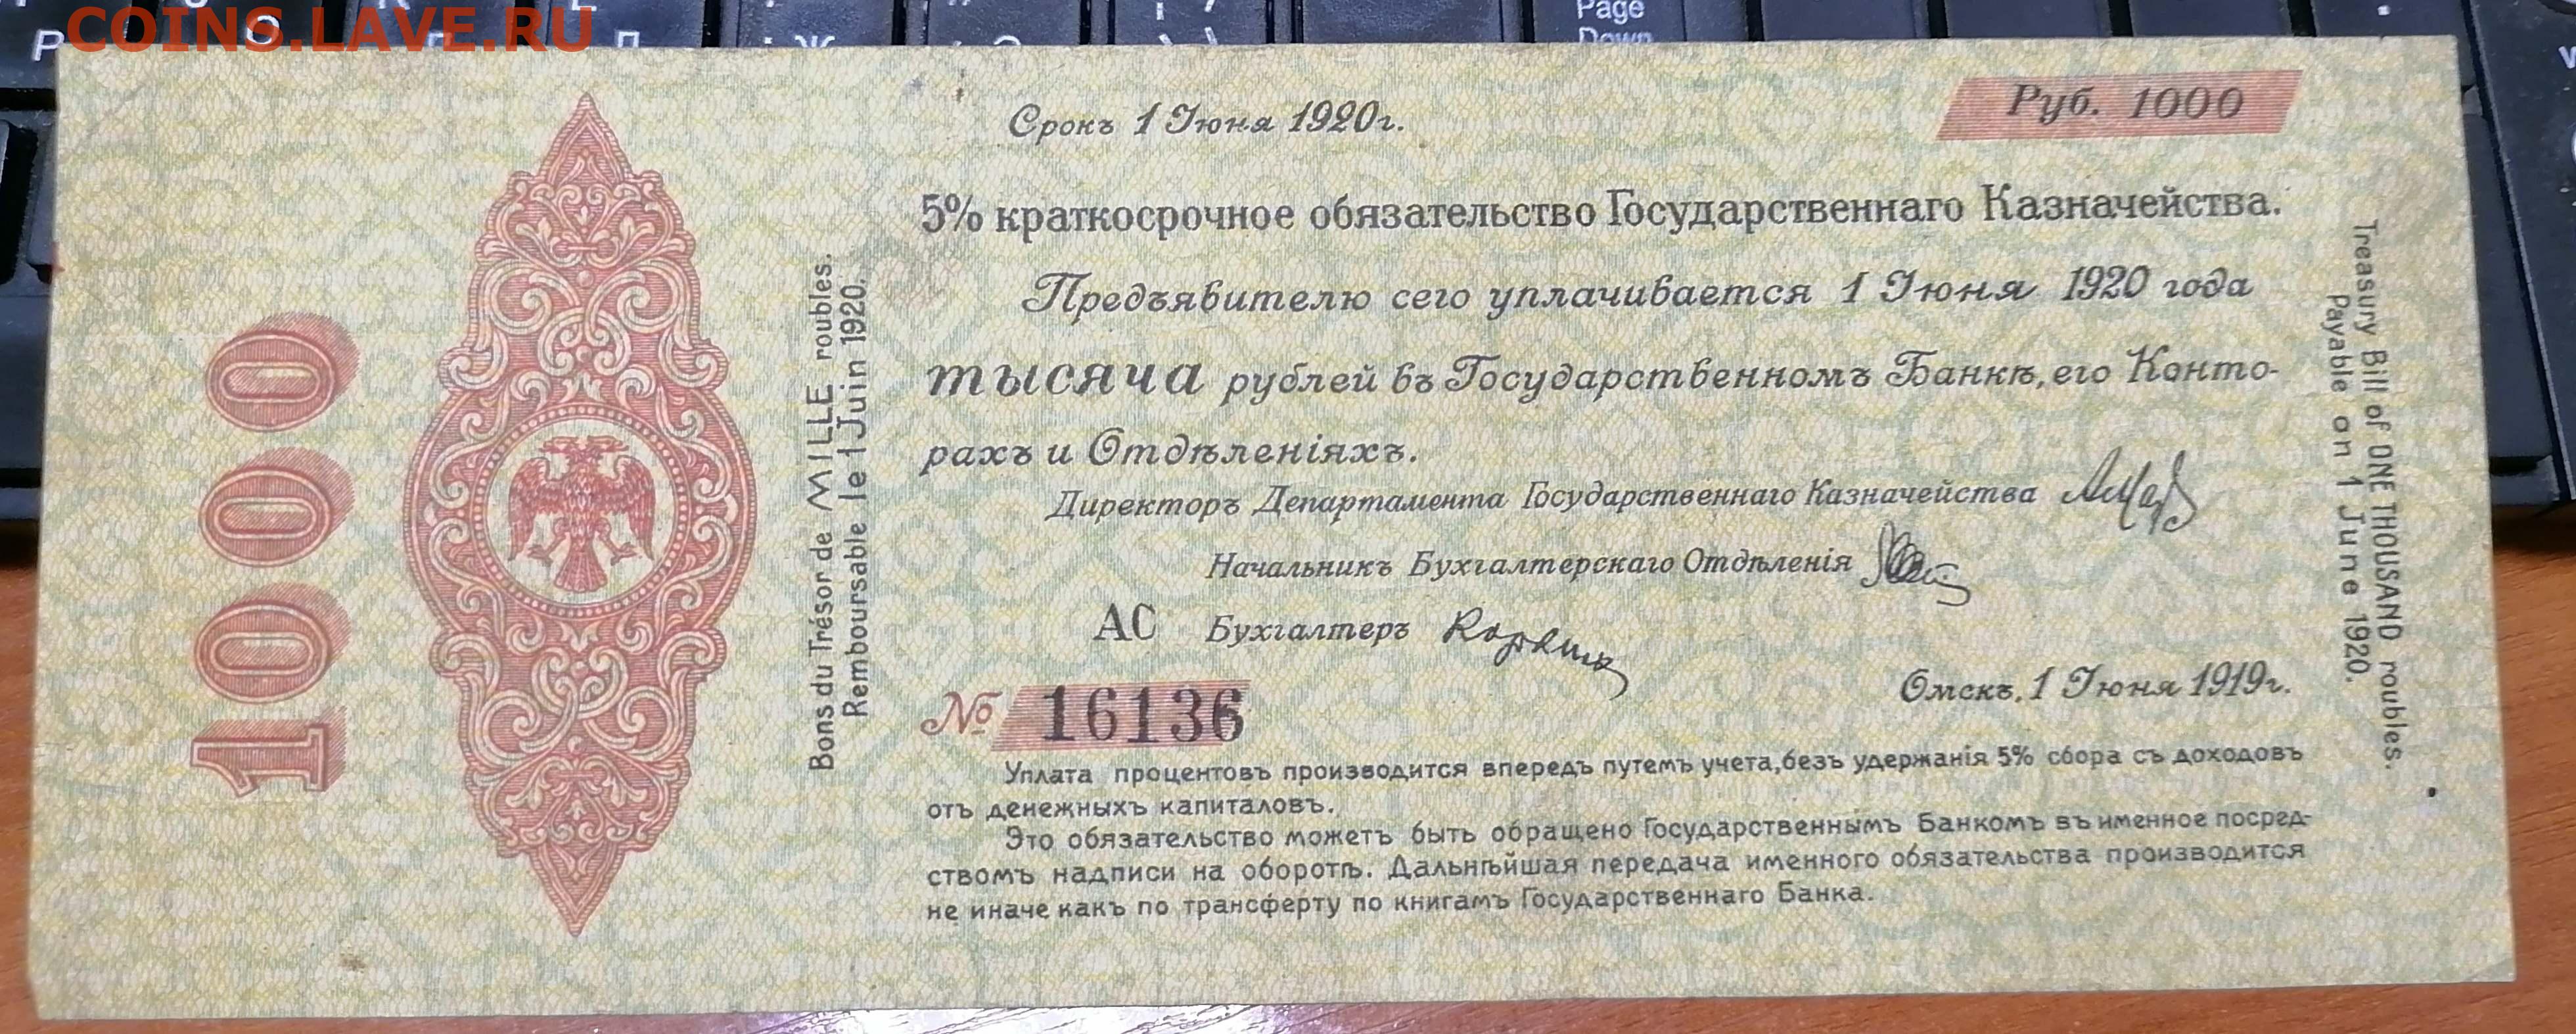 COINS.LAVE.RU
Page
Down
Срокъ 1 Июня 1920г.
Руб. 1000
5% краткосрочное обязательство Государственнаго Казначейства.
Предъявителю сего уплачивается 1 Июня 1920 года
тысяча рублей въ Государственномъ Банкѣ, его Конто-
рахъ и Отдѣленіяхъ.
Директоръ Департамента Государственнаго Казначейства
Начальникъ Бухгалтерскаго Отдѣленія
АС Бухгалтеръ
№ 16136
Омскъ, 1 Июня 1919г.
Уплата процентовъ производится впередъ путемъ учета, безъ удержанія 5% сбора съ доходовъ
отъ денежныхъ капиталовъ.
Это обязательство можетъ быть обращено Государственнымъ Банкомъ въ именное посред-
ствомъ надписи на оборотѣ. Дальнѣйшая передача именного обязательства производится
не иначе какъ по трансферту по книгамъ Государственнаго Банка.
1000
Bons du Trésor de MILLE roubles.
Remboursable le 1 Juin 1920.
Treasury Bill of ONE THOUSAND roubles.
Payable on 1 June 1920.